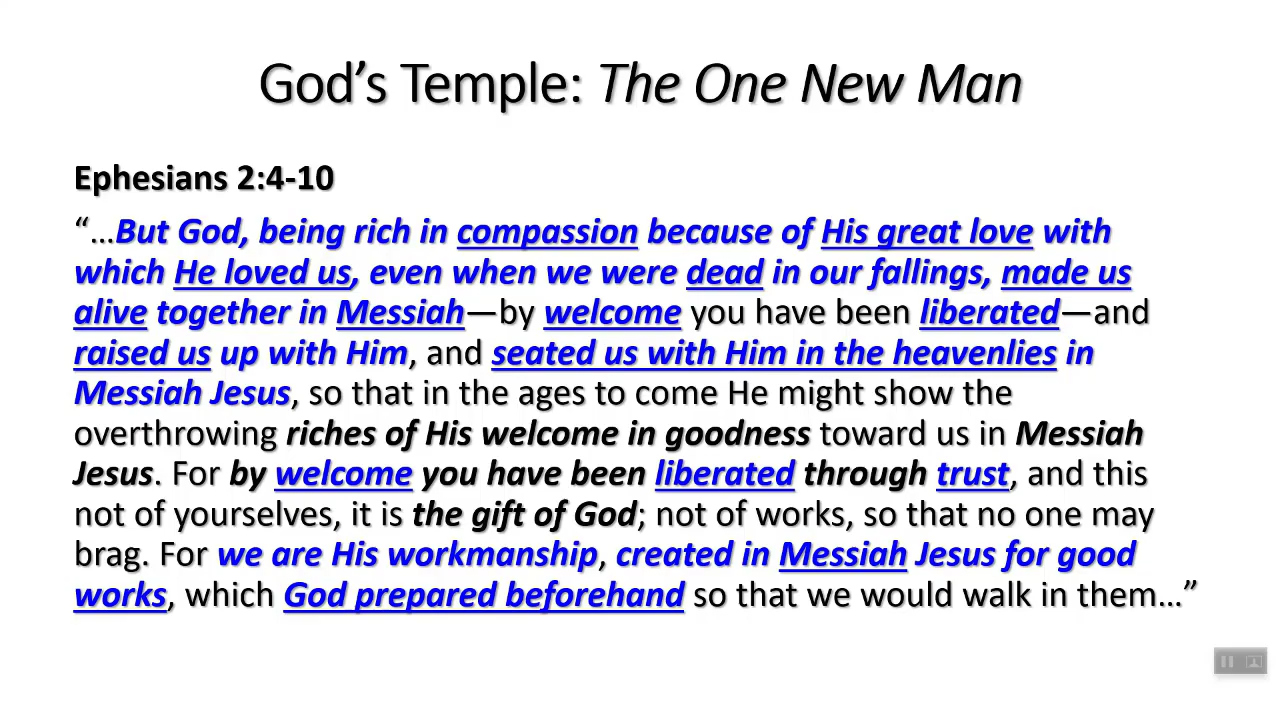 God’s Temple: The One New Man
Ephesians 2:4-10
“…But God, being rich in compassion because of His great love with
which He loved us, even when we were dead in our fallings, made us
alive together in Messiah—by welcome you have been liberated—and
raised us up with Him, and seated us with Him in the heavenlies in
Messiah Jesus, so that in the ages to come He might show the
overthrowing riches of His welcome in goodness toward us in Messiah
Jesus. For by welcome you have been liberated through trust, and this
not of yourselves, it is the gift of God; not of works, so that no one may
brag. For we are His workmanship, created in Messiah Jesus for good
works, which God prepared beforehand so that we would walk in them…”